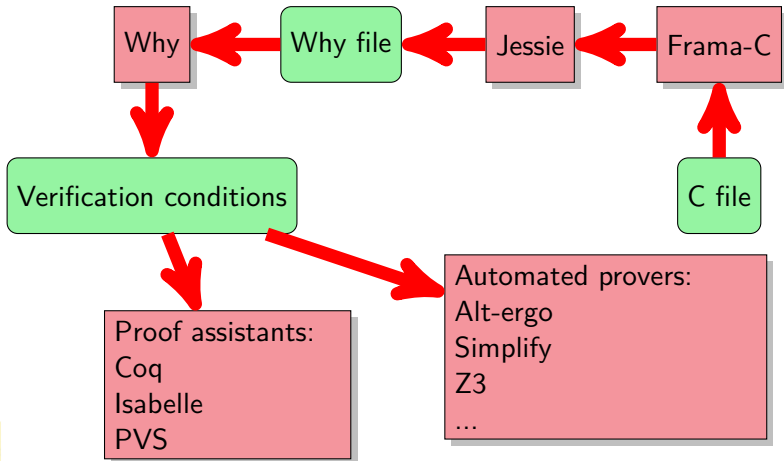 Why
Why file
Jessie
Frama-C
Verification conditions
C file
Proof assistants:
Coq
Isabelle
PVS
Automated provers:
Alt-ergo
Simplify
Z3
...